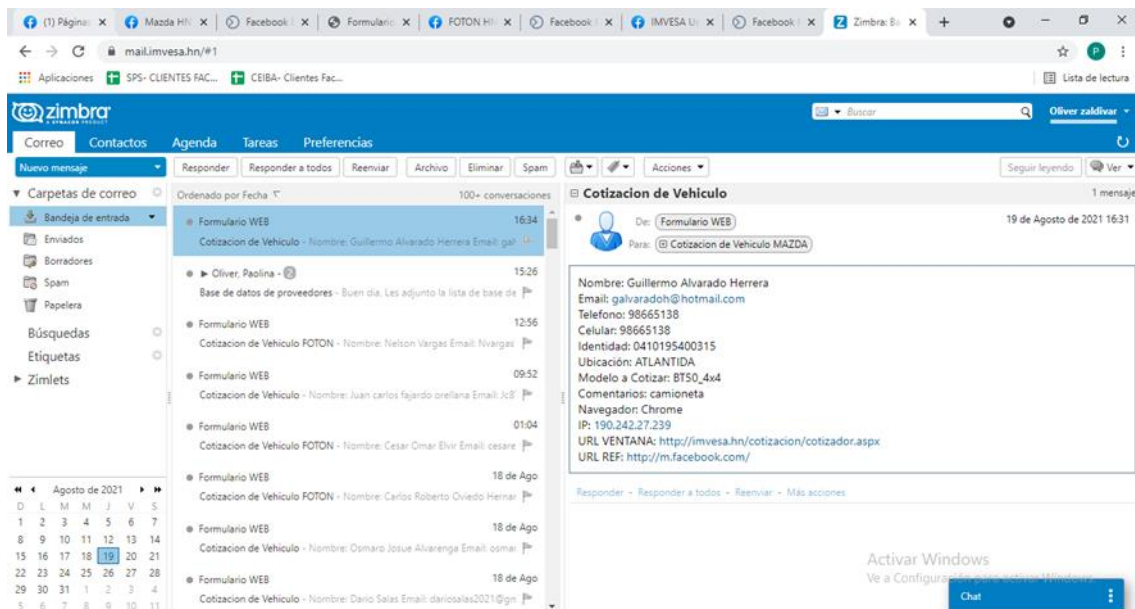 (1) Página: Mazda HN Facebook Formulario FOTON HN Facebook IMVESA Facebook Zimbra: Ba
mail.imvesa.hn/#1 P
Aplicaciones SPS- CLIENTES FAC... CEIBA- Clientes Fac... Lista de lectura
zimbra Buscar Oliver zaldivar
A SYNACOR PRODUCT
Correo Contactos Agenda Tareas Preferencias
Nuevo mensaje Responder Responder a todos Reenviar Archivo Eliminar Spam Acciones Seguir leyendo Ver
Carpetas de correo
Bandeja de entrada
Enviados
Borradores
Spam
Papelera
Búsquedas
Etiquetas
Zimlets
Agosto de 2021
D L M M J V S
1 2 3 4 5 6 7
8 9 10 11 12 13 14
15 16 17 18 19 20 21
22 23 24 25 26 27 28
29 30 31 1 2 3 4
5 6 7 8 9 10 11
Ordenado por Fecha 100+ conversaciones
Formulario WEB 16:34
Cotizacion de Vehiculo - Nombre: Guillermo Alvarado Herrera Email: gal
Oliver, Paolina - 2 15:26
Base de datos de proveedores - Buen dia, Les adjunto la lista de base de
Formulario WEB 12:56
Cotizacion de Vehiculo FOTON - Nombre: Nelson Vargas Email: Nvargas
Formulario WEB 09:52
Cotizacion de Vehiculo - Nombre: Juan carlos fajardo orellana Email: Jc8
Formulario WEB 01:04
Cotizacion de Vehiculo FOTON - Nombre: Cesar Omar Elvir Email: cesare
Formulario WEB 18 de Ago
Cotizacion de Vehiculo FOTON - Nombre: Carlos Roberto Oviedo Hernar
Formulario WEB 18 de Ago
Cotizacion de Vehiculo - Nombre: Osmaro Josue Alvarenga Email: osmar
Formulario WEB 18 de Ago
Cotizacion de Vehiculo - Nombre: Dario Salas Email: dariosalas2021@gm
Cotizacion de Vehiculo 1 mensaje
De: Formulario WEB 19 de Agosto de 2021 16:31
Para: Cotizacion de Vehiculo MAZDA
Nombre: Guillermo Alvarado Herrera
Email: galvaradoh@hotmail.com
Telefono: 98665138
Celular: 98665138
Identidad: 0410195400315
Ubicación: ATLANTIDA
Modelo a Cotizar: BT50_4x4
Comentarios: camioneta
Navegador: Chrome
IP: 190.242.27.239
URL VENTANA: http://imvesa.hn/cotizacion/cotizador.aspx
URL REF: http://m.facebook.com/
Responder - Responder a todos - Reenviar - Más acciones
Activar Windows
Ve a Configuración para activar Windows.
Chat